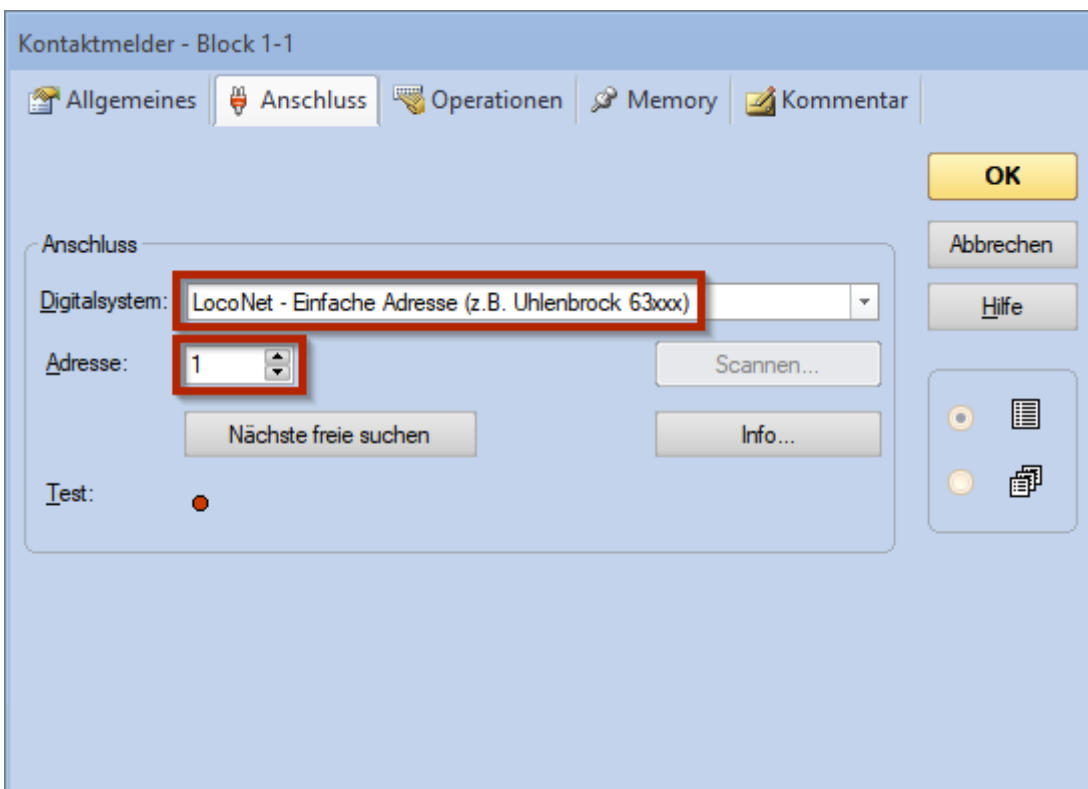 Kontaktmelder - Block 1-1
Allgemeines Anschluss Operationen Memory Kommentar
OK
Anschluss
Abbrechen
Digitalsystem: LocoNet - Einfache Adresse (z.B. Uhlenbrock 63xxx)
Hilfe
Adresse: 1 Scannen...
Nächste freie suchen Info...
Test: